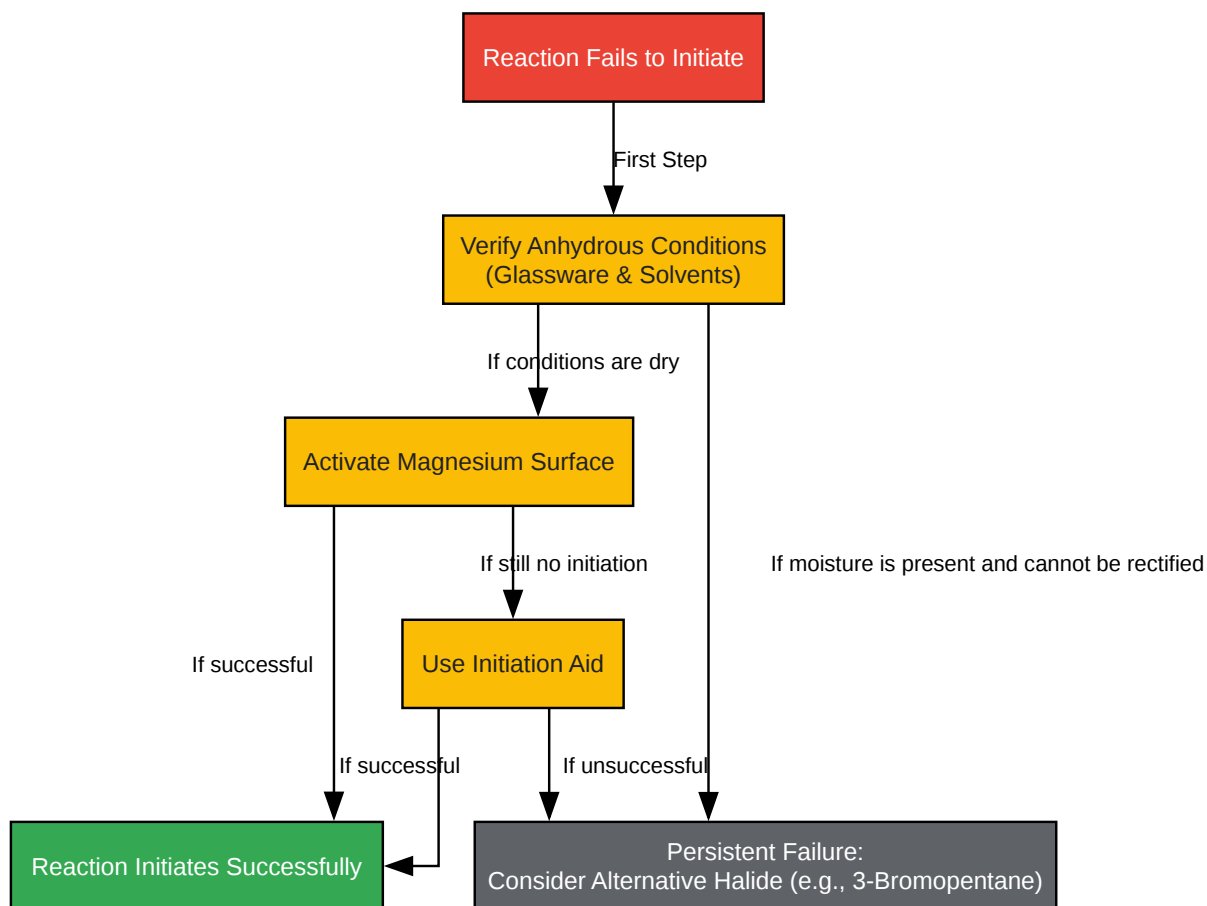 Reaction Fails to Initiate
First Step
Verify Anhydrous Conditions
(Glassware & Solvents)
If conditions are dry
Activate Magnesium Surface
If still no initiation
If moisture is present and cannot be rectified
Use Initiation Aid
If successful
If successful
If unsuccessful
Reaction Initiates Successfully
Persistent Failure:
Consider Alternative Halide (e.g., 3-Bromopentane)